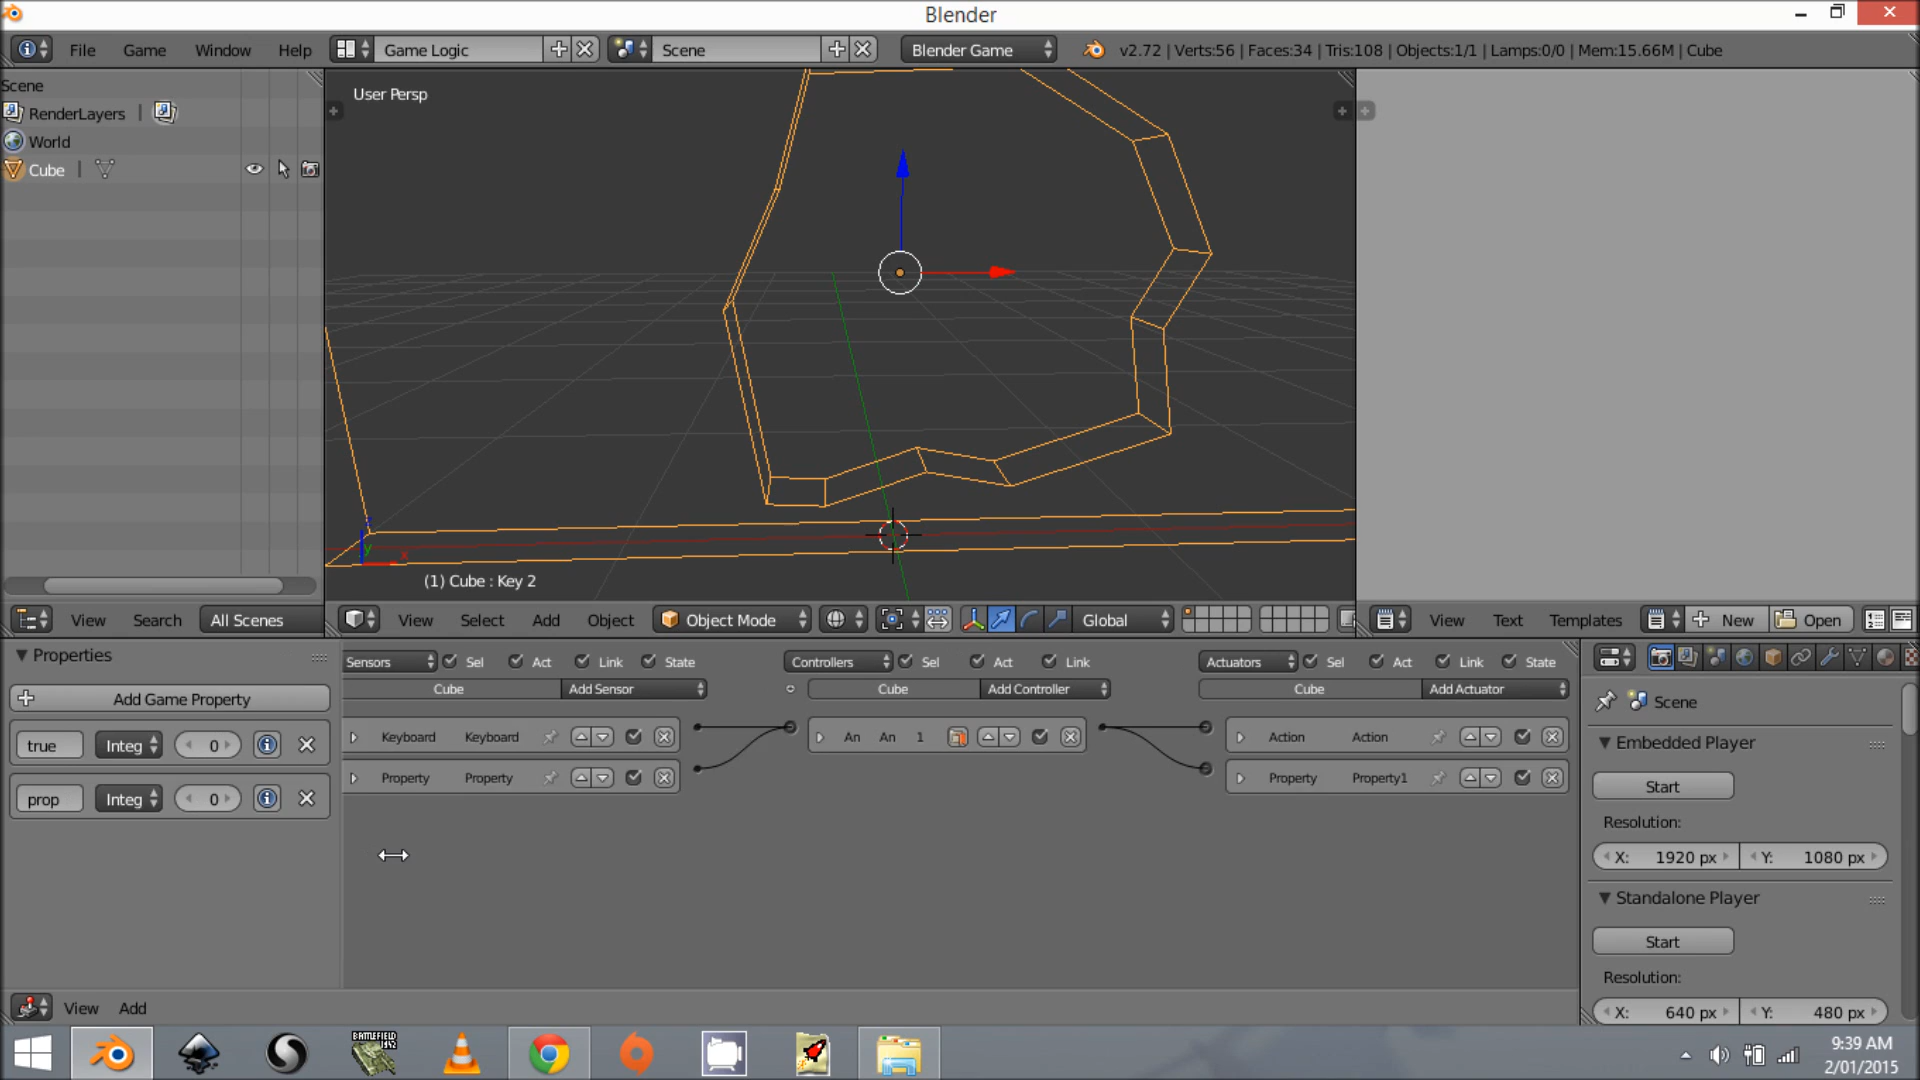 Blender
File Game Window Help Game Logic Scene Blender Game v2.72 | Verts:56 | Faces:34 | Tris:108 | Objects:1/1 | Lamps:0/0 | Mem:15.66M | Cube
Scene
RenderLayers
World
Cube
User Persp
z
y
x
(1) Cube : Key 2
View Search All Scenes
View Select Add Object Object Mode Global
View Text Templates New Open
Properties
Add Game Property
true Integ 0
prop Integ 0
Sensors Sel Act Link State
Cube Add Sensor
Keyboard Keyboard
Property Property
Controllers Sel Act Link
Cube Add Controller
An An 1
Actuators Sel Act Link State
Cube Add Actuator
Action Action
Property Property1
Scene
Embedded Player
Start
Resolution:
X: 1920 px Y: 1080 px
Standalone Player
Start
Resolution:
X: 640 px Y: 480 px
View Add
BATTLEFIELD
1942
9:39 AM
2/01/2015